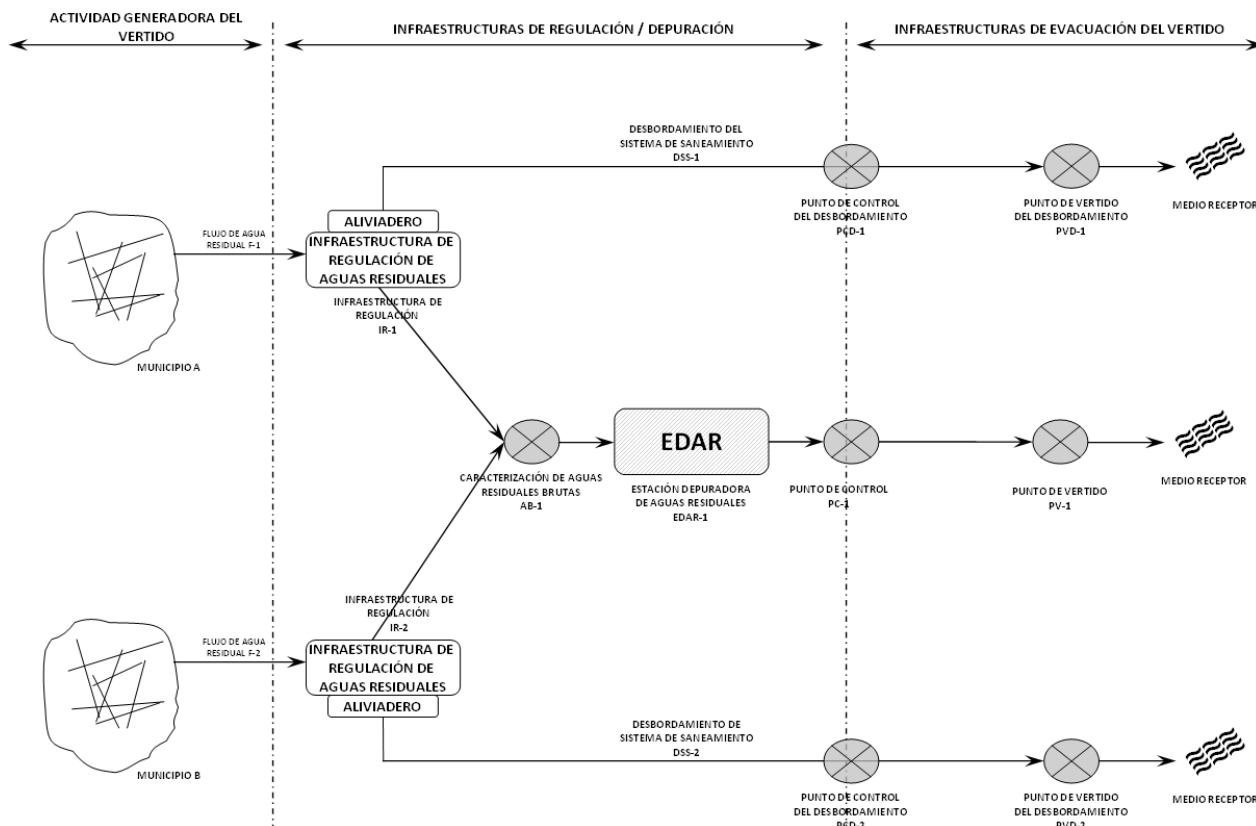 ACTIVIDAD GENERADORA DEL
VERTIDO
INFRAESTRUCTURAS DE REGULACIÓN / DEPURACIÓN
INFRAESTRUCTURAS DE EVACUACIÓN DEL VERTIDO
DESBORDAMIENTO DEL
SISTEMA DE SANEAMIENTO
DSS-1
PUNTO DE CONTROL
DEL DESBORDAMIENTO
PCD-1
PUNTO DE VERTIDO
DEL DESBORDAMIENTO
PVD-1
MEDIO RECEPTOR
FLUJO DE AGUA
RESIDUAL F-1
ALIVIADERO
INFRAESTRUCTURA DE
REGULACIÓN DE
AGUAS RESIDUALES
INFRAESTRUCTURA DE
REGULACIÓN
IR-1
MUNICIPIO A
CARACTERIZACIÓN DE AGUAS
RESIDUALES BRUTAS
AB-1
EDAR
ESTACIÓN DEPURADORA
DE AGUAS RESIDUALES
EDAR-1
PUNTO DE CONTROL
PC-1
PUNTO DE VERTIDO
PV-1
MEDIO RECEPTOR
INFRAESTRUCTURA DE
REGULACIÓN
IR-2
FLUJO DE AGUA
RESIDUAL F-2
INFRAESTRUCTURA DE
REGULACIÓN DE
AGUAS RESIDUALES
ALIVIADERO
MUNICIPIO B
DESBORDAMIENTO DE
SISTEMA DE SANEAMIENTO
DSS-2
PUNTO DE CONTROL
DEL DESBORDAMIENTO
PCD-2
PUNTO DE VERTIDO
DEL DESBORDAMIENTO
PVD-2
MEDIO RECEPTOR